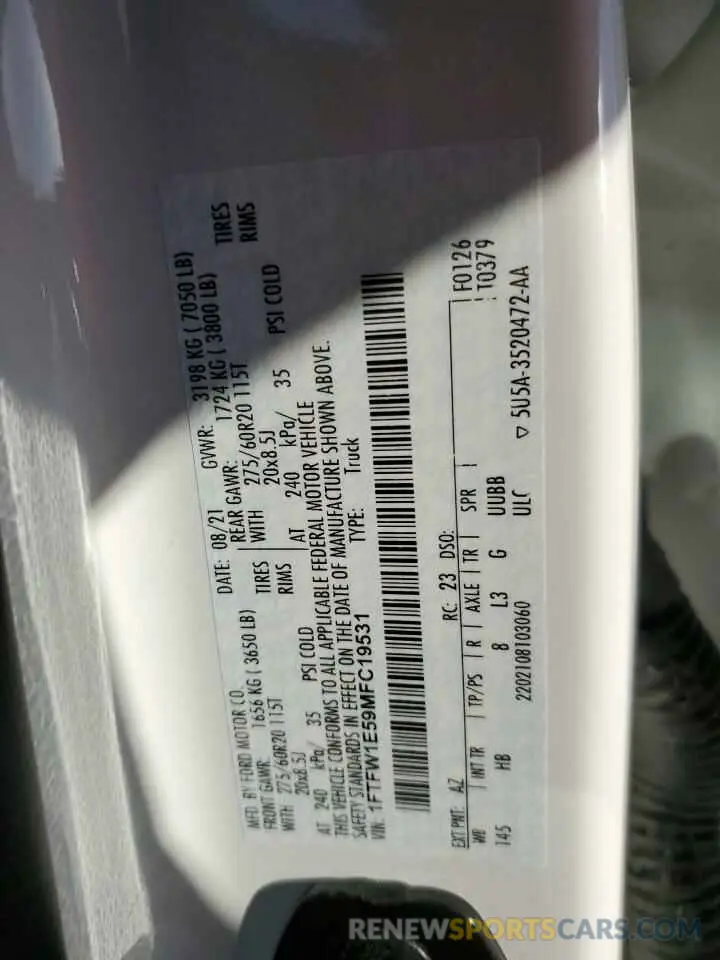 MFD. BY FORD MOTOR CO.
DATE: 08/21 GVWR: 3198 KG ( 7050 LB)
FRONT GAWR: 1656 KG ( 3650 LB) REAR GAWR: 1724 KG ( 3800 LB)
WITH 275/60R20 115T TIRES WITH 275/60R20 115T TIRES
20x8.5J RIMS 20x8.5J RIMS
AT 240 kPa/ 35 PSI COLD AT 240 kPa/ 35 PSI COLD
THIS VEHICLE CONFORMS TO ALL APPLICABLE FEDERAL MOTOR VEHICLE
SAFETY STANDARDS IN EFFECT ON THE DATE OF MANUFACTURE SHOWN ABOVE.
VIN: 1FTFW1E59MFC19531 TYPE: Truck
EXT PNT: AZ RC: 23 DSO: F0126
WB INT TR TP/PS R AXLE TR SPR T0379
145 HB 8 L3 G UUBB
2202108103060 ULC ▽ 5U5A-3520472-AA
RENEWSPORTSCARS.COM